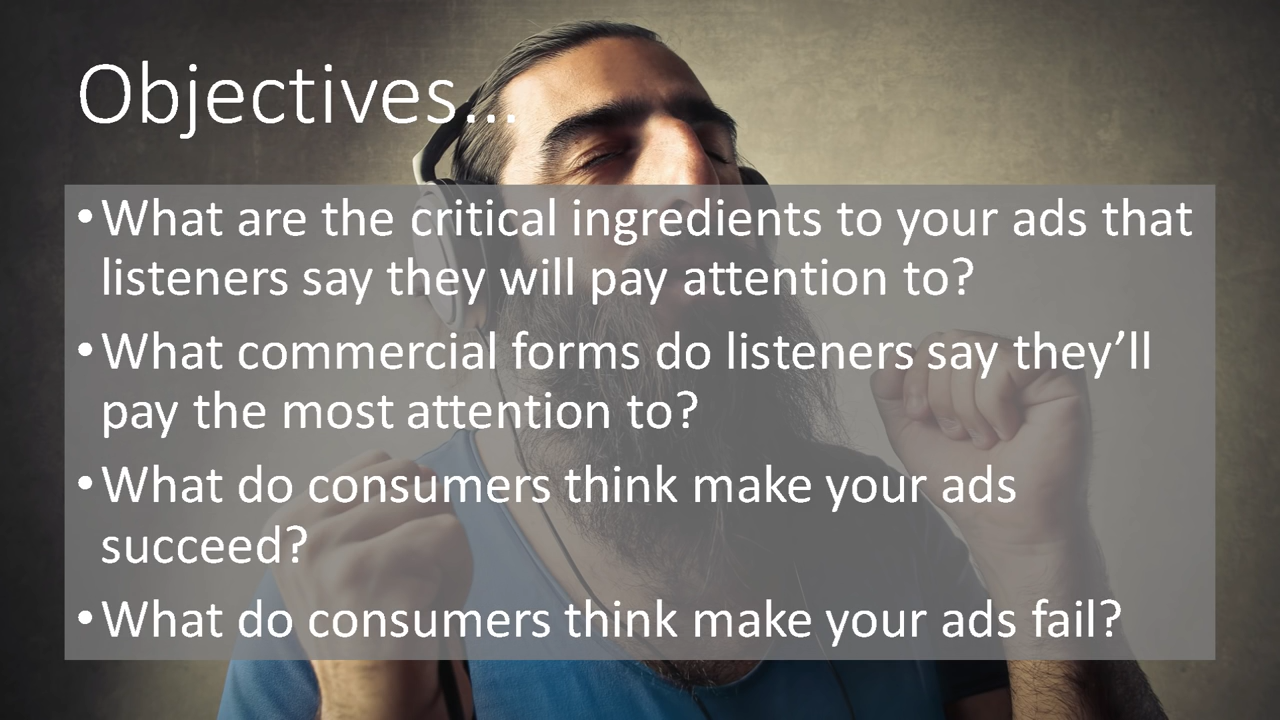 Objectives...
•What are the critical ingredients to your ads that
listeners say they will pay attention to?
•What commercial forms do listeners say they’ll
pay the most attention to?
•What do consumers think make your ads
succeed?
•What do consumers think make your ads fail?